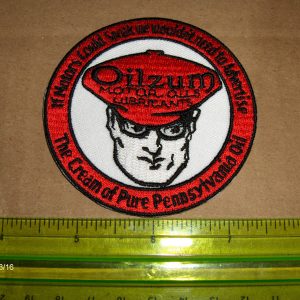 If Motors Could Speak we wouldn't need to Advertise
Oilzum
MOTOR OILS
LUBRICANTS
The Cream of Pure Pennsylvania Oil